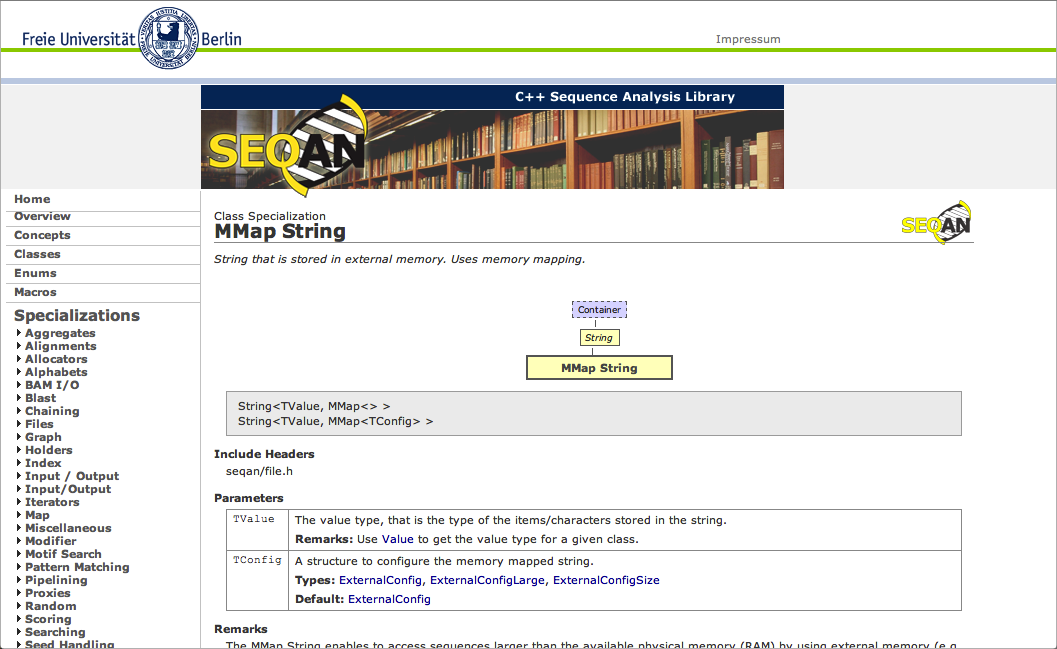 Freie Universität Berlin
Impressum
C++ Sequence Analysis Library
SEQAN
Home
Overview
Concepts
Classes
Enums
Macros
Specializations
Aggregates
Alignments
Allocators
Alphabets
BAM I/O
Blast
Chaining
Files
Graph
Holders
Index
Input / Output
Input/Output
Iterators
Map
Miscellaneous
Modifier
Motif Search
Pattern Matching
Pipelining
Proxies
Random
Scoring
Searching
Seed Handling
Class Specialization
MMap String
SEQAN
String that is stored in external memory. Uses memory mapping.
Container
String
MMap String
String<TValue, MMap<> >
String<TValue, MMap<TConfig> >
Include Headers
seqan/file.h
Parameters
TValue
The value type, that is the type of the items/characters stored in the string.
Remarks: Use Value to get the value type for a given class.
TConfig
A structure to configure the memory mapped string.
Types: ExternalConfig, ExternalConfigLarge, ExternalConfigSize
Default: ExternalConfig
Remarks
The MMap String enables to access sequences larger than the available physical memory (RAM) by using external memory (e.g.